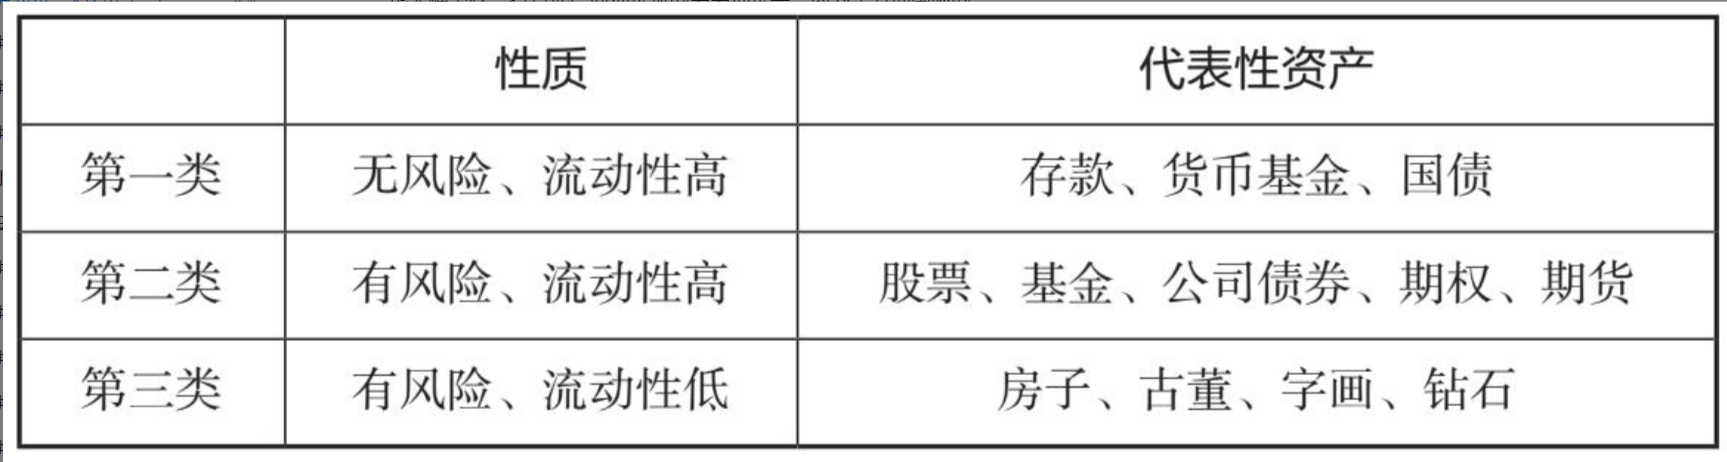 性质 代表性资产
第一类 无风险、流动性高 存款、货币基金、国债
第二类 有风险、流动性高 股票、基金、公司债券、期权、期货
第三类 有风险、流动性低 房子、古董、字画、钻石